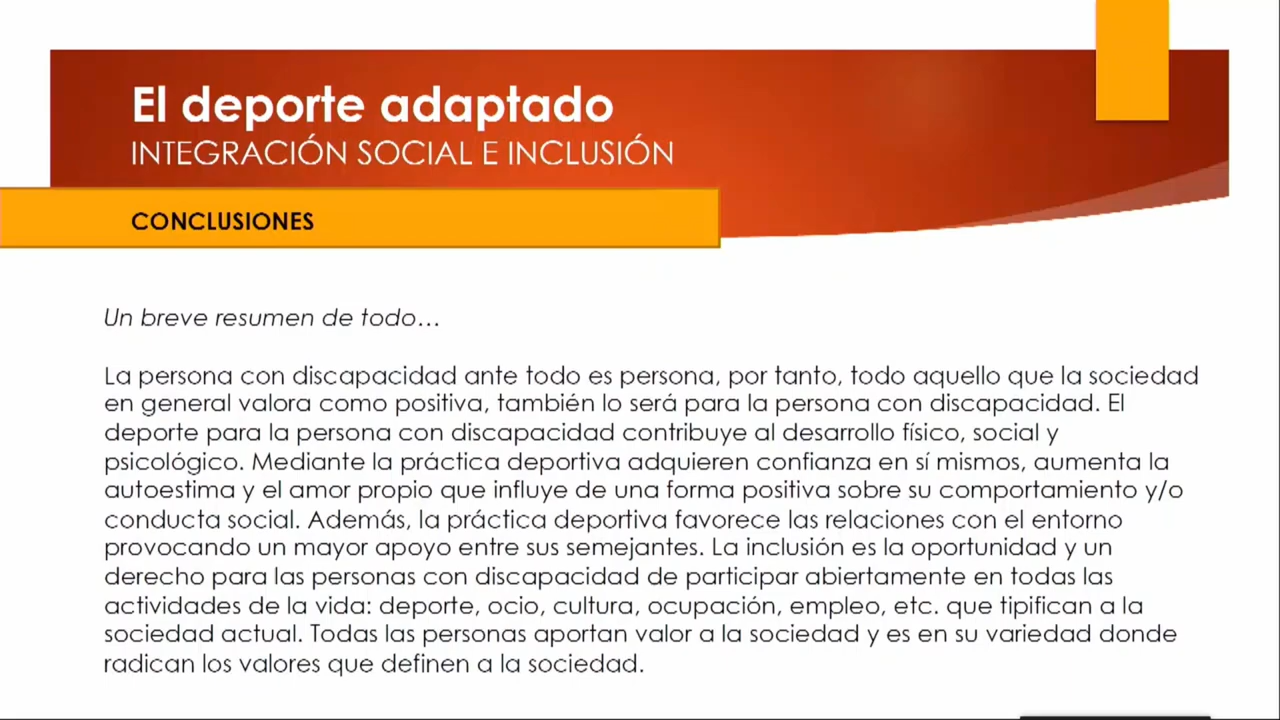 El deporte adaptado
INTEGRACIÓN SOCIAL E INCLUSIÓN
CONCLUSIONES
Un breve resumen de todo…
La persona con discapacidad ante todo es persona, por tanto, todo aquello que la sociedad
en general valora como positiva, también lo será para la persona con discapacidad. El
deporte para la persona con discapacidad contribuye al desarrollo físico, social y
psicológico. Mediante la práctica deportiva adquieren confianza en sí mismos, aumenta la
autoestima y el amor propio que influye de una forma positiva sobre su comportamiento y/o
conducta social. Además, la práctica deportiva favorece las relaciones con el entorno
provocando un mayor apoyo entre sus semejantes. La inclusión es la oportunidad y un
derecho para las personas con discapacidad de participar abiertamente en todas las
actividades de la vida: deporte, ocio, cultura, ocupación, empleo, etc. que tipifican a la
sociedad actual. Todas las personas aportan valor a la sociedad y es en su variedad donde
radican los valores que definen a la sociedad.